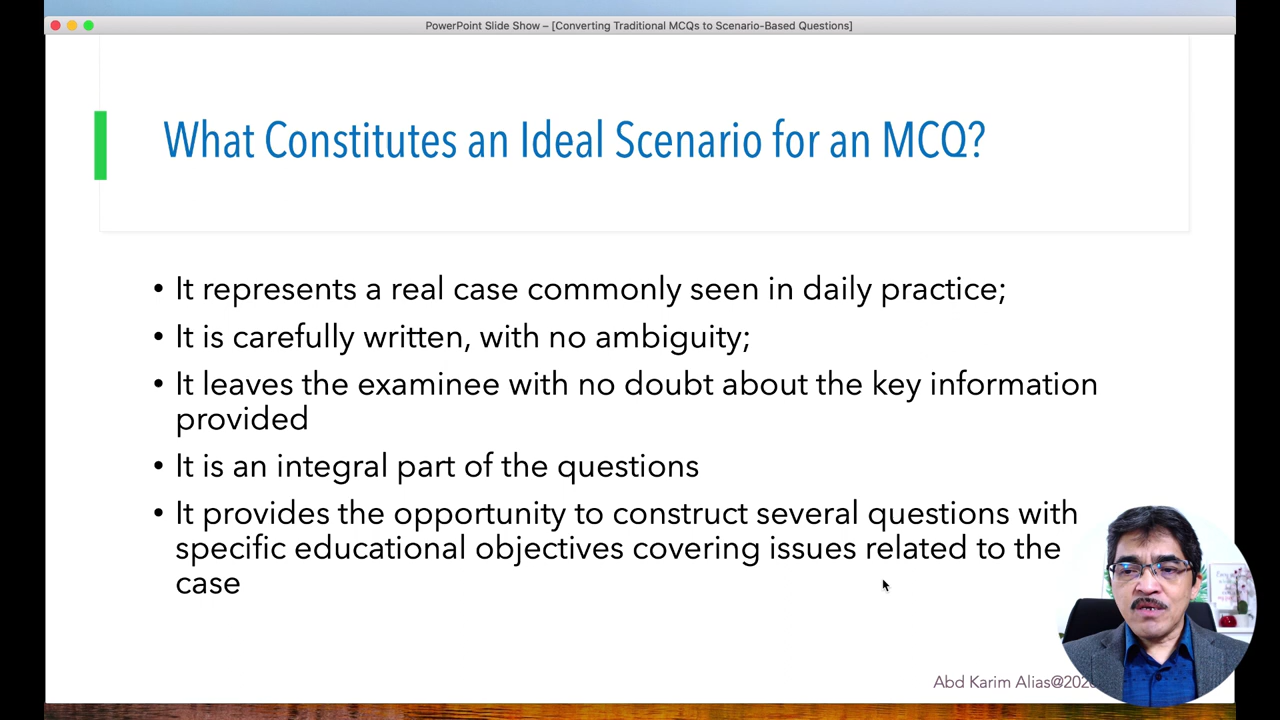 PowerPoint Slide Show – [Converting Traditional MCQs to Scenario-Based Questions]
What Constitutes an Ideal Scenario for an MCQ?
• It represents a real case commonly seen in daily practice;
• It is carefully written, with no ambiguity;
• It leaves the examinee with no doubt about the key information
provided
• It is an integral part of the questions
• It provides the opportunity to construct several questions with
specific educational objectives covering issues related to the
case
Abd Karim Alias